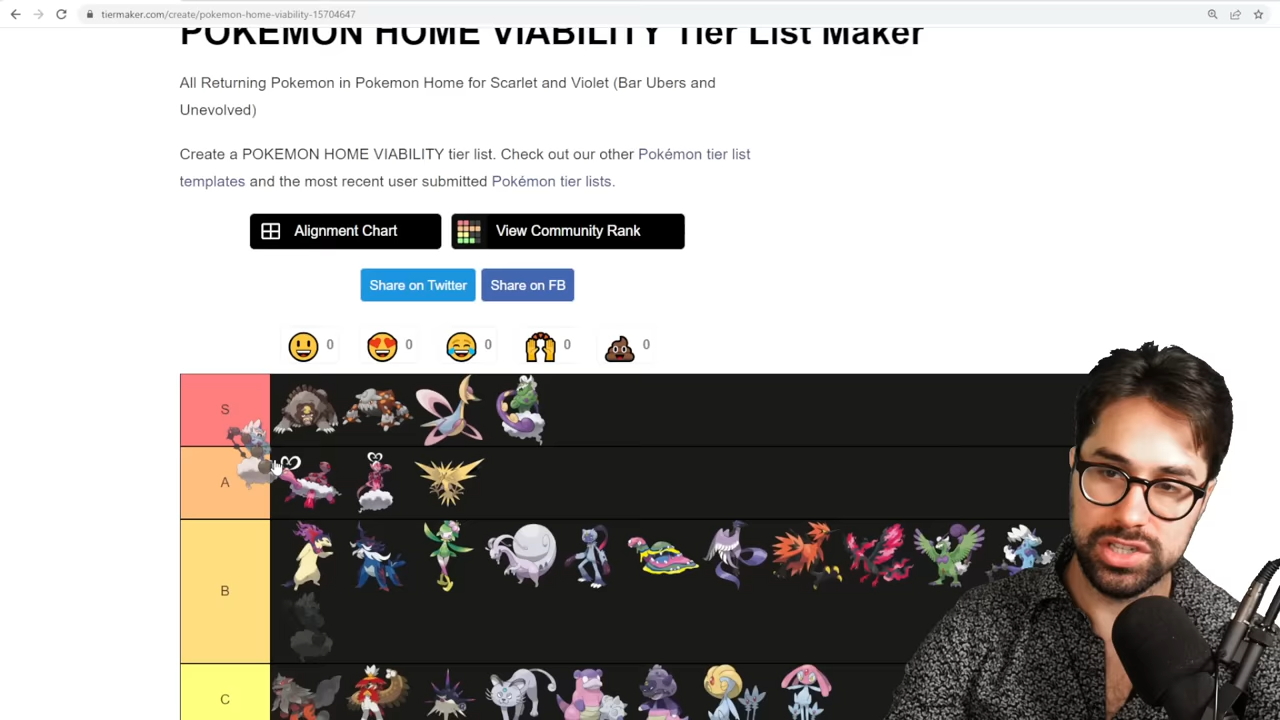 tiermaker.com/create/pokemon-home-viability-15704647
POKEMON HOME VIABILITY Tier List Maker
All Returning Pokemon in Pokemon Home for Scarlet and Violet (Bar Ubers and
Unevolved)
Create a POKEMON HOME VIABILITY tier list. Check out our other Pokémon tier list
templates and the most recent user submitted Pokémon tier lists.
Alignment Chart
View Community Rank
Share on Twitter
Share on FB
0
0
0
0
0
S
A
B
C